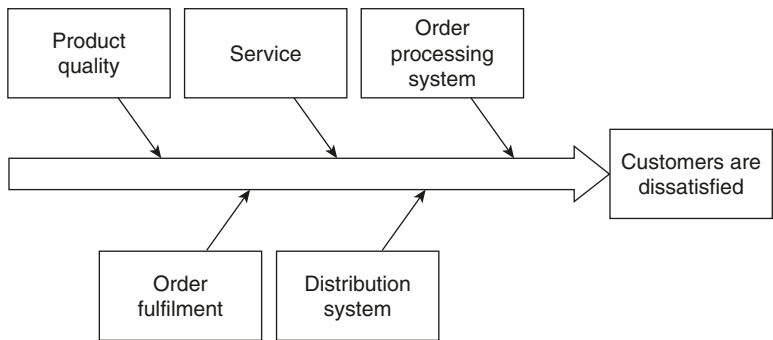 Product
quality
Service
Order
processing
system
Customers are
dissatisfied
Order
fulfilment
Distribution
system